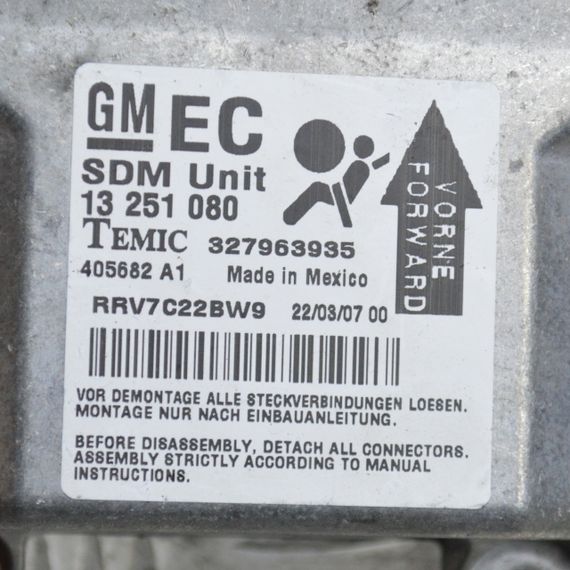 GM EC
SDM Unit
13 251 080
TEMIC 327963935
405682 A1 Made in Mexico
RRV7C22BW9 22/03/07 00
VORNE
FORWARD
VOR DEMONTAGE ALLE STECKVERBINDUNGEN LOESEN.
MONTAGE NUR NACH EINBAUANLEITUNG.
BEFORE DISASSEMBLY, DETACH ALL CONNECTORS.
ASSEMBLY STRICTLY ACCORDING TO MANUAL
INSTRUCTIONS.